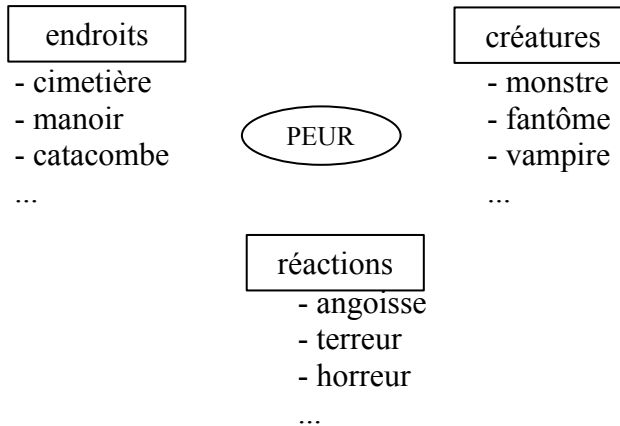 endroits
- cimetière
- manoir
- catacombe
...
PEUR
créatures
- monstre
- fantôme
- vampire
...
réactions
- angoisse
- terreur
- horreur
...